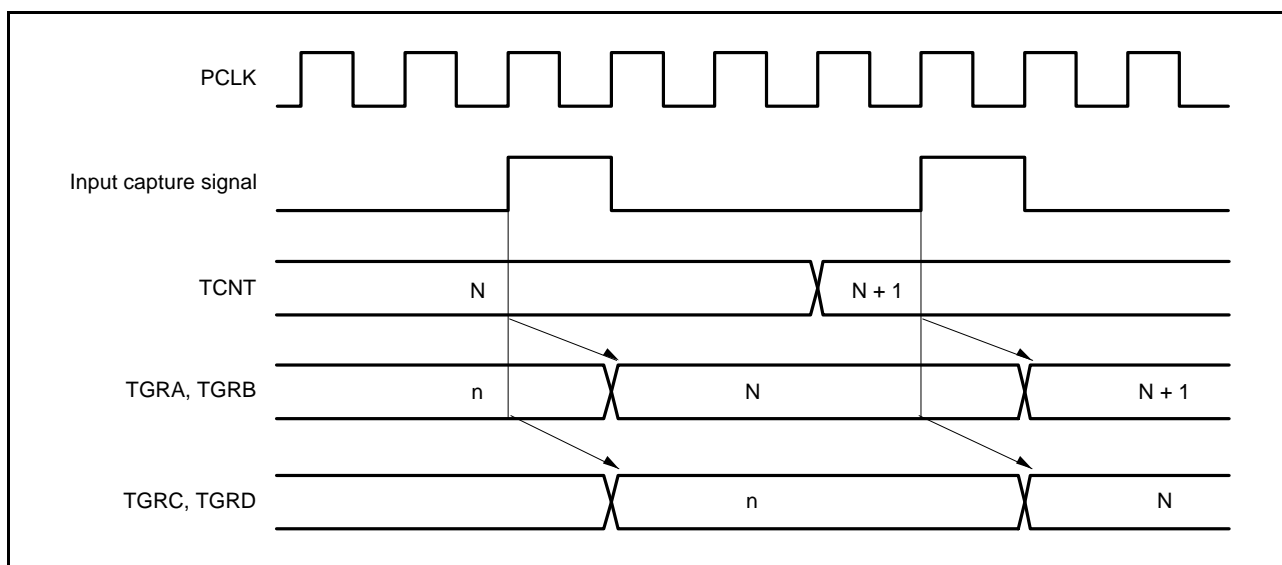 PCLK
Input capture signal
TCNT
N
N + 1
TGRA, TGRB
n
N
N + 1
TGRC, TGRD
n
N